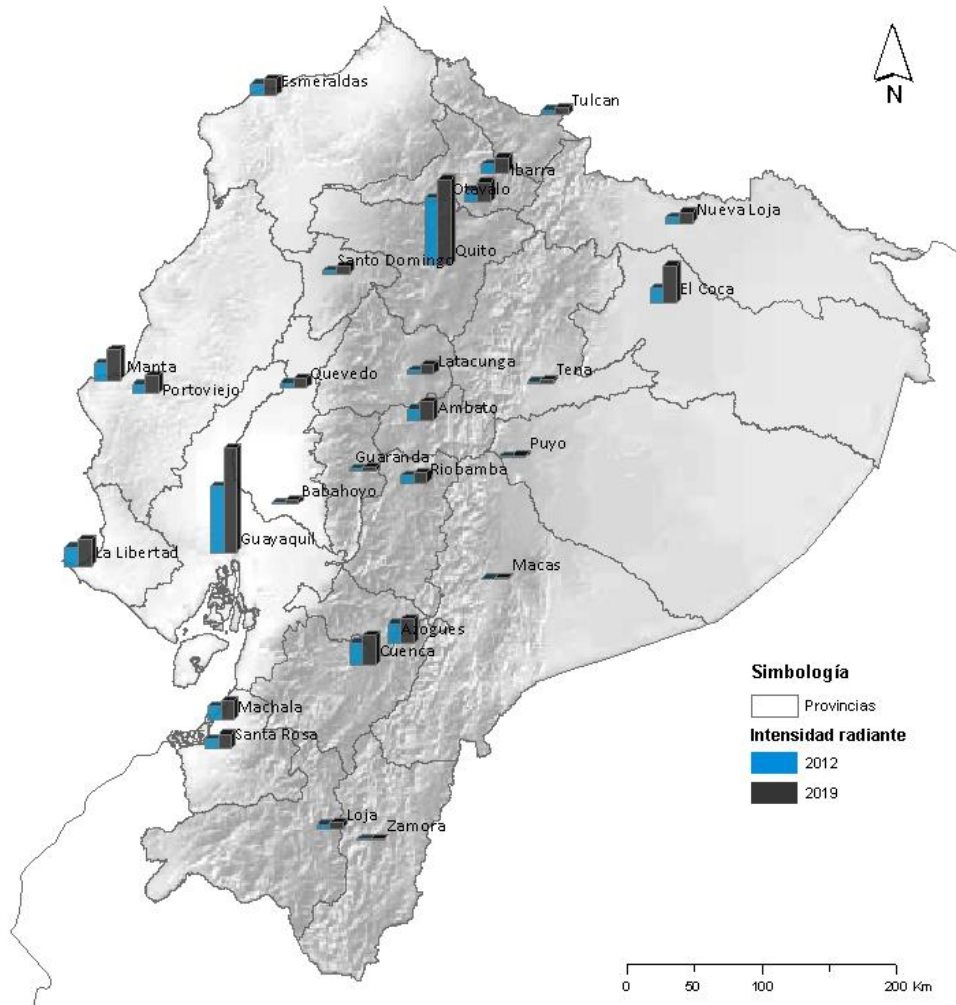 Esmeraldas
Tulcan
N
Ibarra
Otavalo
Nueva Loja
Quito
Santo Domingo
El Coca
Manta
Quevedo
Latacunga
Tena
Portoviejo
Ambato
Puyo
Guaranda
Riobamba
Babahoyo
Guayaquil
La Libertad
Macas
Azogues
Cuenca
Machala
Santa Rosa
Loja
Zamora
Simbología
Provincias
Intensidad radiante
2012
2019
0 50 100 200 Km